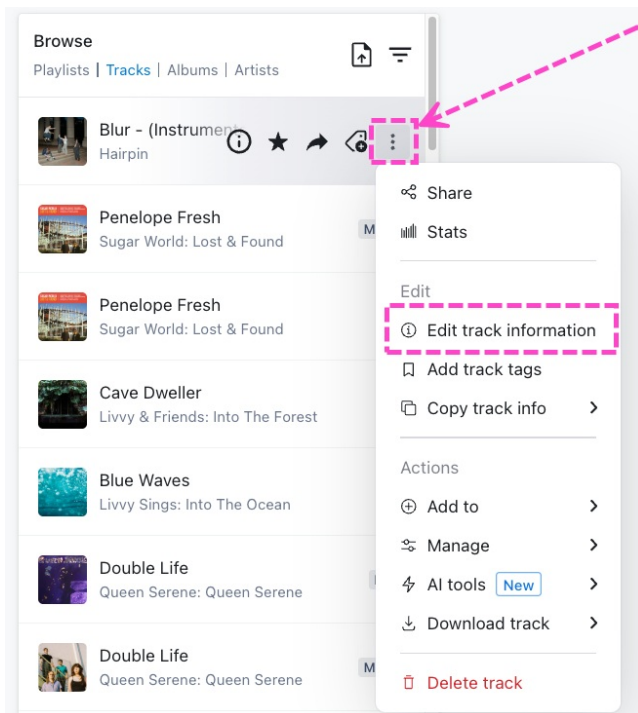 Browse
Playlists | Tracks | Albums | Artists
Blur - (Instrument
Hairpin
Penelope Fresh
Sugar World: Lost & Found
M
Penelope Fresh
Sugar World: Lost & Found
Cave Dweller
Livvy & Friends: Into The Forest
Blue Waves
Livvy Sings: Into The Ocean
Double Life
Queen Serene: Queen Serene
Double Life
Queen Serene: Queen Serene
M
Share
Stats
Edit
Edit track information
Add track tags
Copy track info
Actions
Add to
Manage
AI tools New
Download track
Delete track